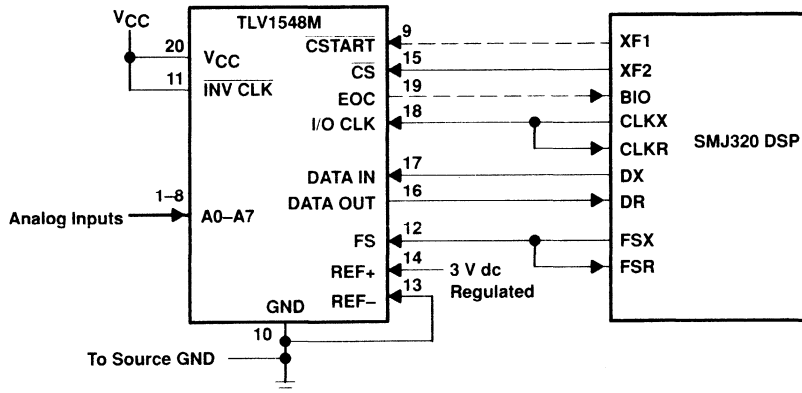 VCC
TLV1548M
20 VCC
11 INV CLK
CSTART 9 XF1
CS 15 XF2
EOC 19 BIO
I/O CLK 18 CLKX
CLKR
SMJ320 DSP
DATA IN 17 DX
DATA OUT 16 DR
1–8
Analog Inputs A0–A7
FS 12 FSX
FSR
REF+ 14 3 V dc
Regulated
REF– 13
GND
10
To Source GND